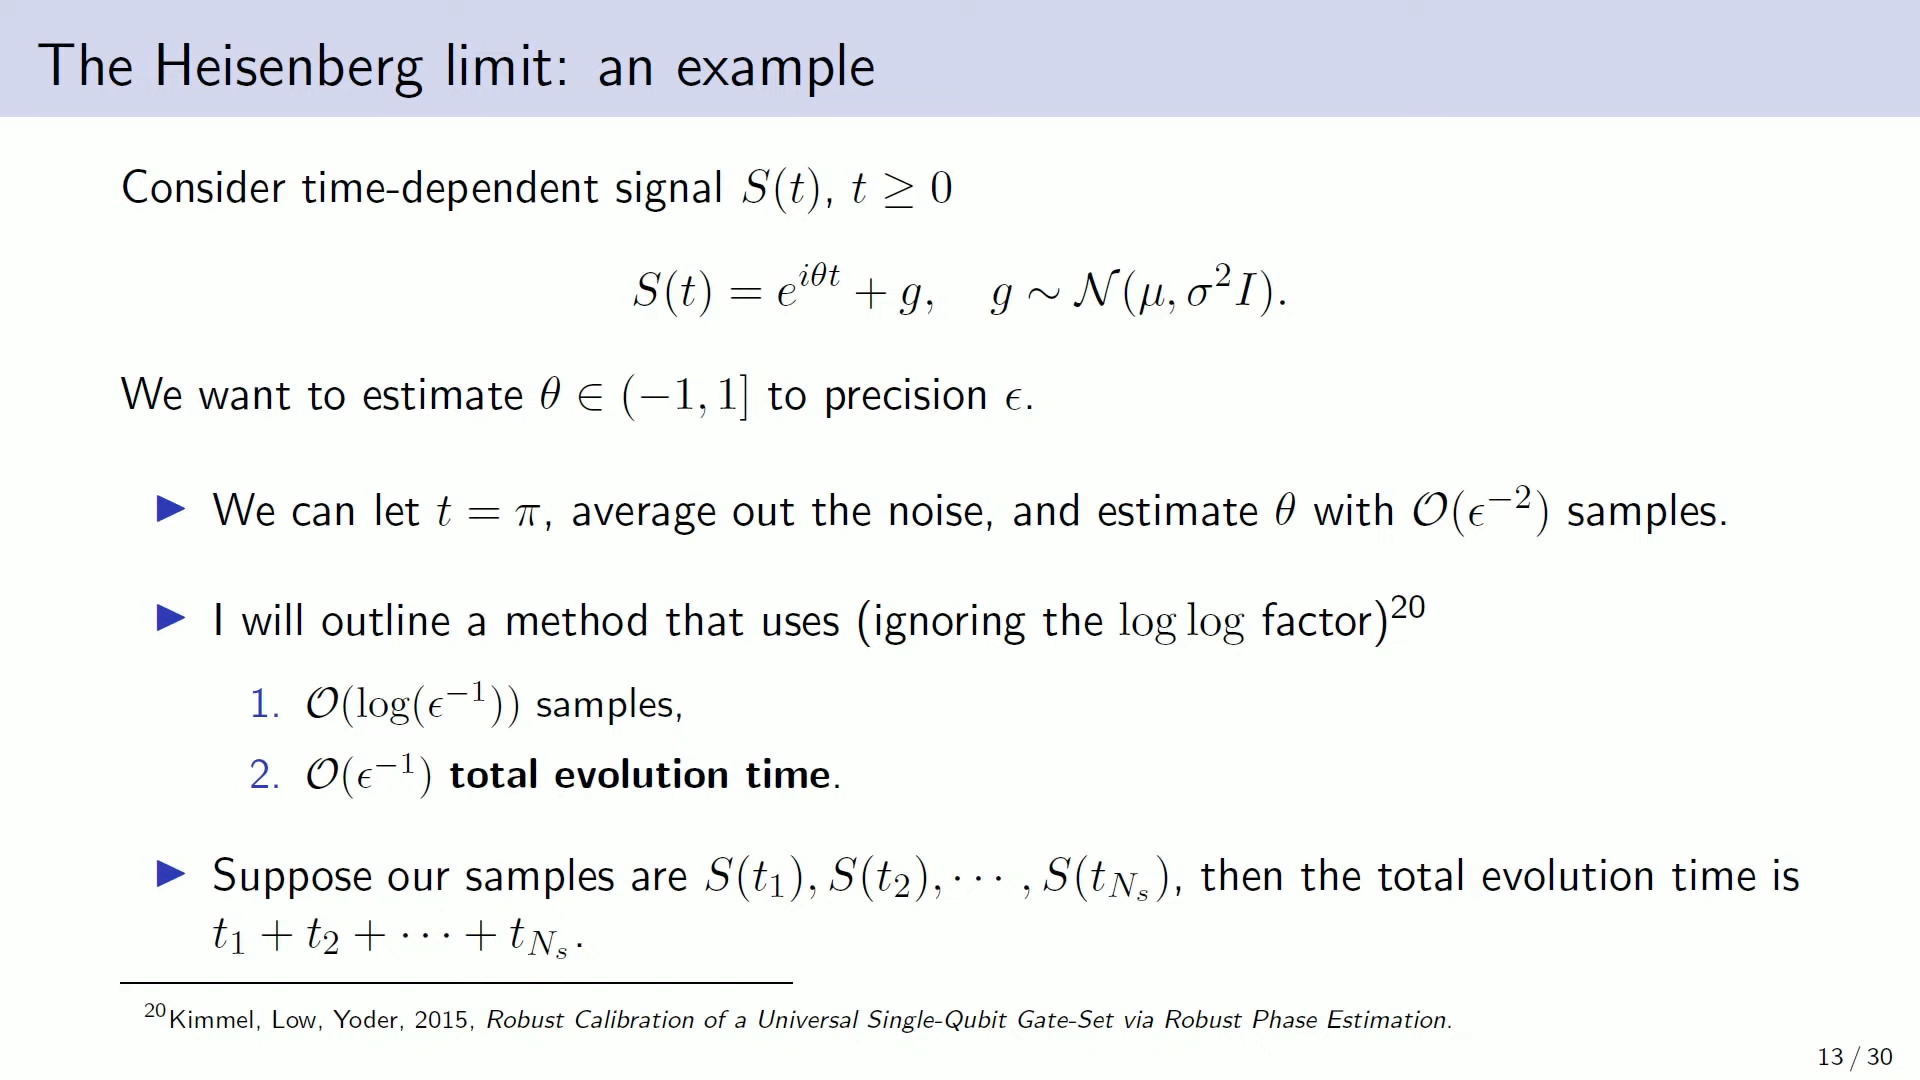 The Heisenberg limit: an example
Consider time-dependent signal S(t), t ≥ 0
S(t) = e^{iθt} + g, g ∼ 𝒩(μ, σ²I).
We want to estimate θ ∈ (−1, 1] to precision ϵ.
▶ We can let t = π, average out the noise, and estimate θ with 𝒪(ϵ⁻²) samples.
▶ I will outline a method that uses (ignoring the log log factor)²⁰
1. 𝒪(log(ϵ⁻¹)) samples,
2. 𝒪(ϵ⁻¹) total evolution time.
▶ Suppose our samples are S(t₁), S(t₂), ⋯ , S(t_{N_s}), then the total evolution time is
t₁ + t₂ + ⋯ + t_{N_s}.
²⁰Kimmel, Low, Yoder, 2015, Robust Calibration of a Universal Single-Qubit Gate-Set via Robust Phase Estimation.
13 / 30